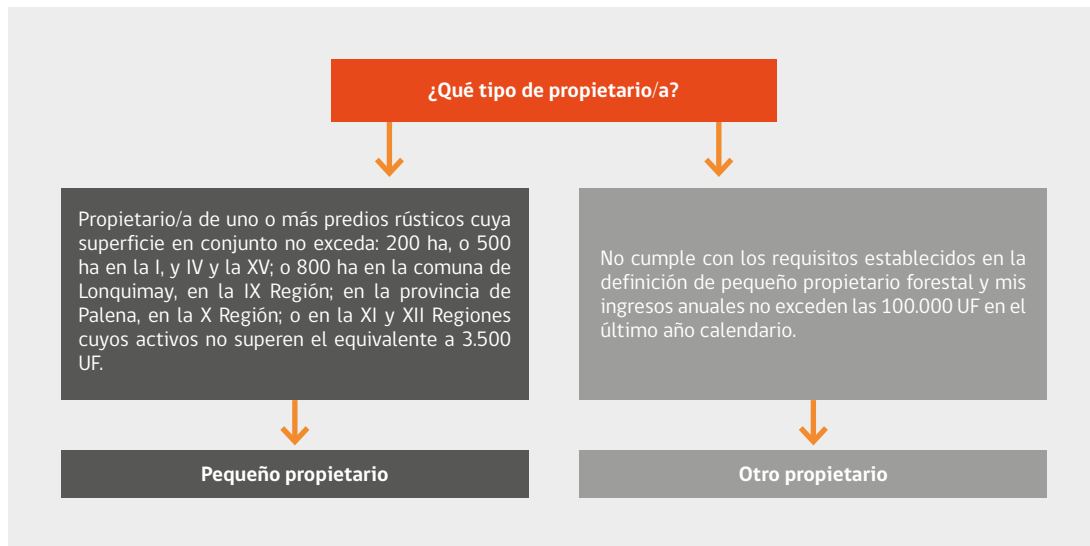 ¿Qué tipo de propietario/a?
Propietario/a de uno o más predios rústicos cuya
superficie en conjunto no exceda: 200 ha, o 500
ha en la I, y IV y la XV; o 800 ha en la comuna de
Lonquimay, en la IX Región; en la provincia de
Palena, en la X Región; o en la XI y XII Regiones
cuyos activos no superen el equivalente a 3.500
UF.
No cumple con los requisitos establecidos en la
definición de pequeño propietario forestal y mis
ingresos anuales no exceden las 100.000 UF en el
último año calendario.
Pequeño propietario
Otro propietario